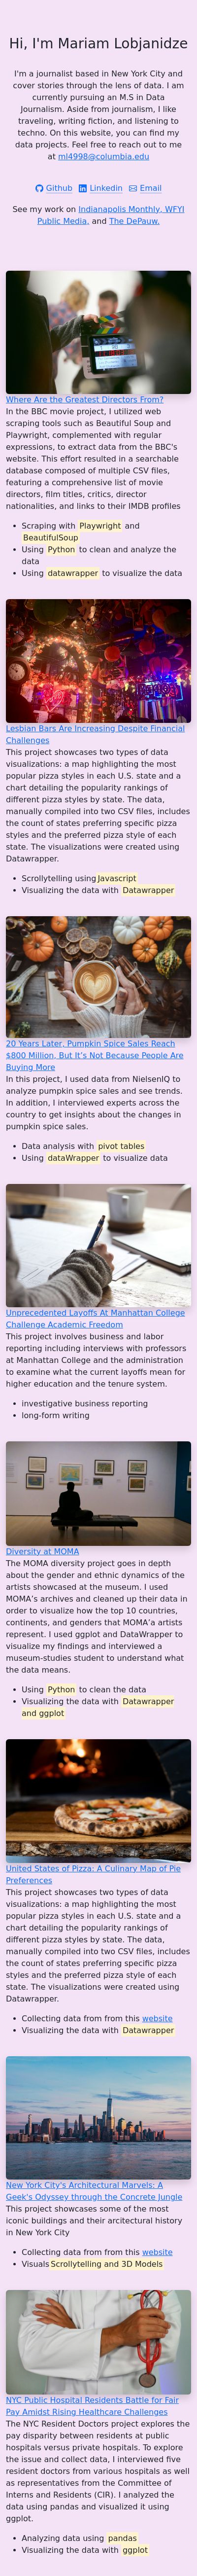 Hi, I'm Mariam Lobjanidze
I'm a journalist based in New York City and
cover stories through the lens of data. I am
currently pursuing an M.S in Data
Journalism. Aside from journalism, I like
traveling, writing fiction, and listening to
techno. On this website, you can find my
data projects. Feel free to reach out to me
at ml4998@columbia.edu
Github Linkedin Email
See my work on Indianapolis Monthly, WFYI
Public Media, and The DePauw.
Where Are the Greatest Directors From?
In the BBC movie project, I utilized web
scraping tools such as Beautiful Soup and
Playwright, complemented with regular
expressions, to extract data from the BBC's
website. This effort resulted in a searchable
database composed of multiple CSV files,
featuring a comprehensive list of movie
directors, film titles, critics, director
nationalities, and links to their IMDB profiles
• Scraping with Playwright and
BeautifulSoup
• Using Python to clean and analyze the
data
• Using datawrapper to visualize the data
Lesbian Bars Are Increasing Despite Financial
Challenges
This project showcases two types of data
visualizations: a map highlighting the most
popular pizza styles in each U.S. state and a
chart detailing the popularity rankings of
different pizza styles by state. The data,
manually compiled into two CSV files, includes
the count of states preferring specific pizza
styles and the preferred pizza style of each
state. The visualizations were created using
Datawrapper.
• Scrollytelling using Javascript
• Visualizing the data with Datawrapper
20 Years Later, Pumpkin Spice Sales Reach
$800 Million, But It's Not Because People Are
Buying More
In this project, I used data from NielsenIQ to
analyze pumpkin spice sales and see trends.
In addition, I interviewed experts across the
country to get insights about the changes in
pumpkin spice sales.
• Data analysis with pivot tables
• Using dataWrapper to visualize data
Unprecedented Layoffs At Manhattan College
Challenge Academic Freedom
This project involves business and labor
reporting including interviews with professors
at Manhattan College and the administration
to examine what the current layoffs mean for
higher education and the tenure system.
• investigative business reporting
• long-form writing
Diversity at MOMA
The MOMA diversity project goes in depth
about the gender and ethnic dynamics of the
artists showcased at the museum. I used
MOMA's archives and cleaned up their data in
order to visualize how the top 10 countries,
continents, and genders that MOMA's artists
represent. I used ggplot and DataWrapper to
visualize my findings and interviewed a
museum-studies student to understand what
the data means.
• Using Python to clean the data
• Visualizing the data with Datawrapper
and ggplot
United States of Pizza: A Culinary Map of Pie
Preferences
This project showcases two types of data
visualizations: a map highlighting the most
popular pizza styles in each U.S. state and a
chart detailing the popularity rankings of
different pizza styles by state. The data,
manually compiled into two CSV files, includes
the count of states preferring specific pizza
styles and the preferred pizza style of each
state. The visualizations were created using
Datawrapper.
• Collecting data from from this website
• Visualizing the data with Datawrapper
New York City's Architectural Marvels: A
Geek's Odyssey through the Concrete Jungle
This project showcases some of the most
iconic buildings and their arcitectural history
in New York City
• Collecting data from from this website
• Visuals Scrollytelling and 3D Models
NYC Public Hospital Residents Battle for Fair
Pay Amidst Rising Healthcare Challenges
The NYC Resident Doctors project explores the
pay disparity between residents at public
hospitals versus private hospitals. To explore
the issue and collect data, I interviewed five
resident doctors from various hospitals as well
as representatives from the Committee of
Interns and Residents (CIR). I analyzed the
data using pandas and visualized it using
ggplot.
• Analyzing data using pandas
• Visualizing the data with ggplot